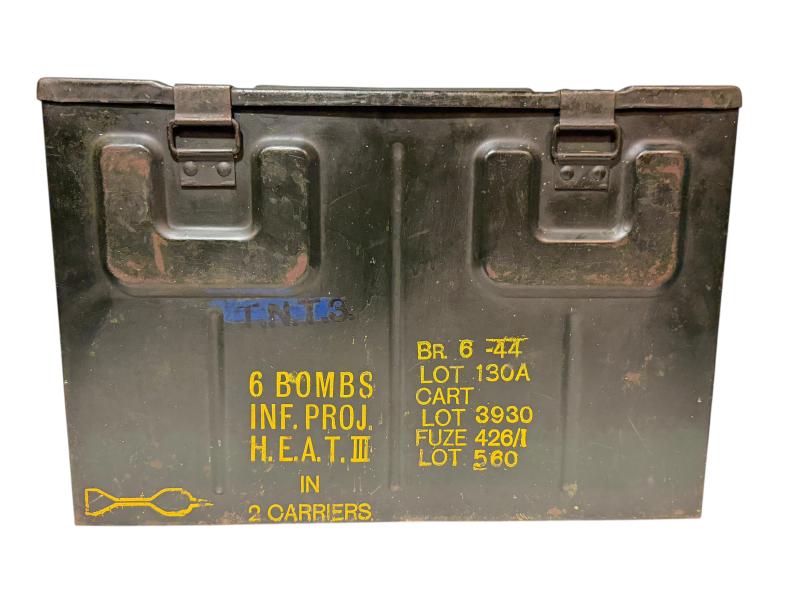 T.N.T.3.
6 BOMBS
INF. PROJ.
H.E.A.T. III
IN
2 CARRIERS
BR. 6 -44
LOT 130A
CART
LOT 3930
FUZE 426/I
LOT 560